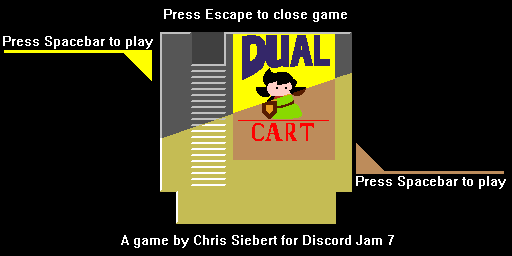 Press Escape to close game
Press Spacebar to play
DUAL
CART
Press Spacebar to play
A game by Chris Siebert for Discord Jam 7